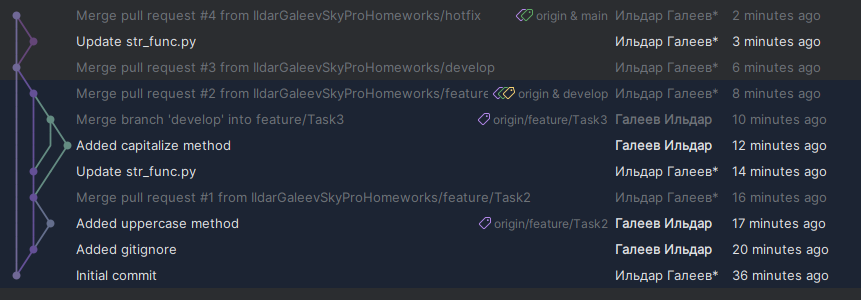 Merge pull request #4 from IldarGaleevSkyProHomeworks/hotfix origin & main Ильдар Галеев* 2 minutes ago
Update str_func.py Ильдар Галеев* 3 minutes ago
Merge pull request #3 from IldarGaleevSkyProHomeworks/develop Ильдар Галеев* 6 minutes ago
Merge pull request #2 from IldarGaleevSkyProHomeworks/feature origin & develop Ильдар Галеев* 8 minutes ago
Merge branch 'develop' into feature/Task3 origin/feature/Task3 Галеев Ильдар 10 minutes ago
Added capitalize method Галеев Ильдар 12 minutes ago
Update str_func.py Ильдар Галеев* 14 minutes ago
Merge pull request #1 from IldarGaleevSkyProHomeworks/feature/Task2 Ильдар Галеев* 16 minutes ago
Added uppercase method origin/feature/Task2 Галеев Ильдар 17 minutes ago
Added gitignore Галеев Ильдар 20 minutes ago
Initial commit Ильдар Галеев* 36 minutes ago